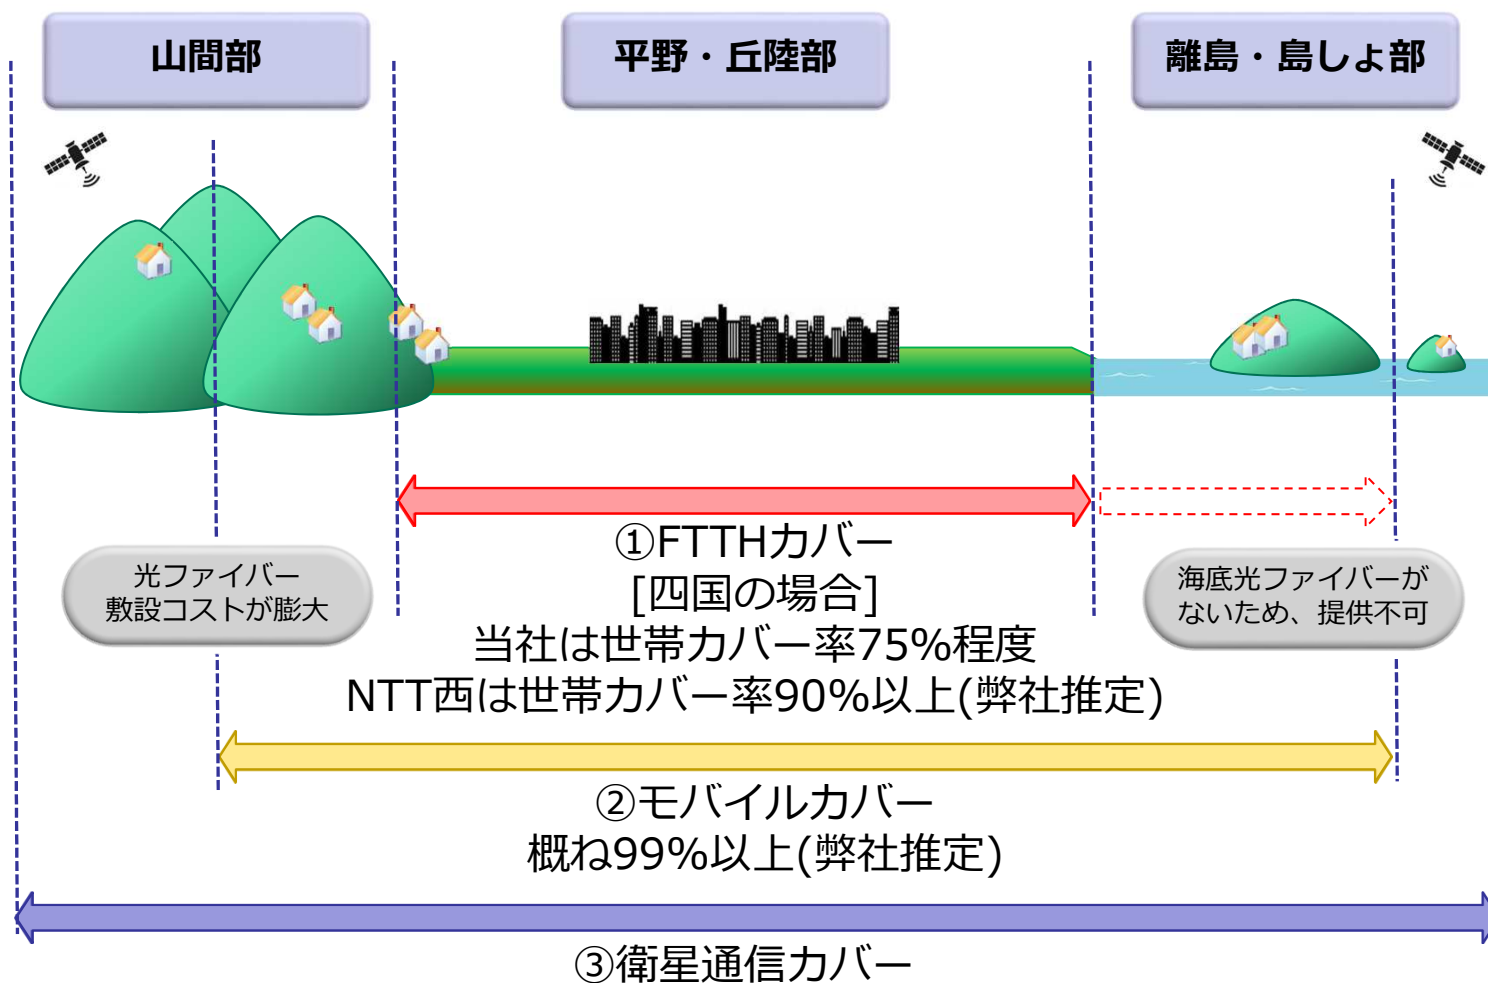 山間部
平野・丘陸部
離島・島しょ部
①FTTHカバー
[四国の場合]
当社は世帯カバー率75%程度
NTT西は世帯カバー率90%以上(弊社推定)
光ファイバー
敷設コストが膨大
海底光ファイバーが
ないため、提供不可
②モバイルカバー
概ね99%以上(弊社推定)
③衛星通信カバー